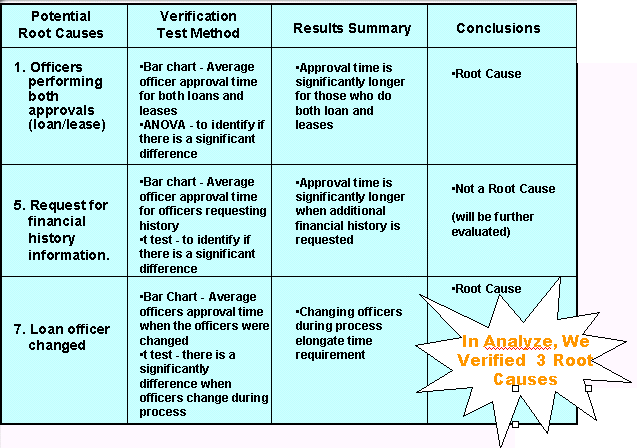 Potential
Root Causes
Verification
Test Method
Results Summary
Conclusions
1. Officers
performing
both
approvals
(loan/lease)
•Bar chart - Average
officer approval time
for both loans and
leases
•ANOVA - to identify if
there is a significant
difference
•Approval time is
significantly longer
for those who do
both loan and
leases
•Root Cause
5. Request for
financial
history
information.
•Bar chart - Average
officer approval time
for officers requesting
history
•t test - to identify if
there is a significant
difference
•Approval time is
significantly longer
when additional
financial history is
requested
•Not a Root Cause
(will be further
evaluated)
7. Loan officer
changed
•Bar Chart - Average
officers approval time
when the officers were
changed
•t test - there is a
significantly
difference when
officers change during
process
•Changing officers
during process
elongate time
requirement
•Root Cause
In Analyze, We
Verified 3 Root
Causes